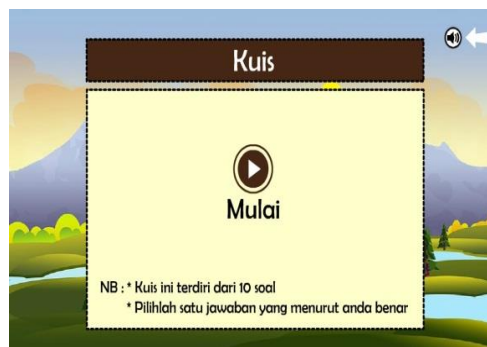 Kuis
Mulai
NB : * Kuis ini terdiri dari 10 soal
* Pilihlah satu jawaban yang menurut anda benar